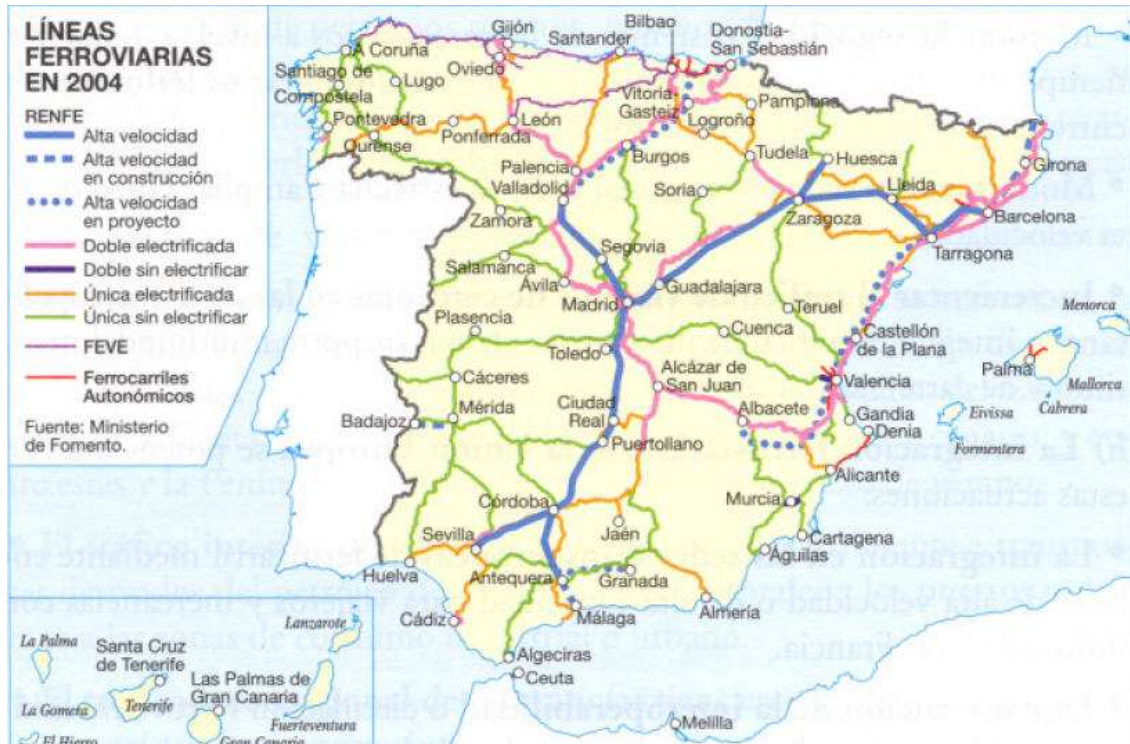 LÍNEAS
FERROVIARIAS
EN 2004
RENFE
Alta velocidad
Alta velocidad
en construcción
Alta velocidad
en proyecto
Doble electrificada
Doble sin electrificar
Única electrificada
Única sin electrificar
FEVE
Ferrocarriles
Autonómicos
Fuente: Ministerio
de Fomento.
A Coruña
Santiago de
Compostela
Lugo
Pontevedra
Ourense
Ponferrada
Gijón
Oviedo
León
Santander
Bilbao
Donostia-
San Sebastián
Vitoria-
Gasteiz
Pamplona
Logroño
Palencia
Burgos
Tudela
Huesca
Valladolid
Soria
Zaragoza
Lleida
Girona
Barcelona
Tarragona
Zamora
Segovia
Salamanca
Ávila
Madrid
Guadalajara
Teruel
Menorca
Plasencia
Toledo
Cuenca
Castellón
de la Plana
Palma
Mallorca
Cabrera
Eivissa
Formentera
Cáceres
Alcázar de
San Juan
Valencia
Badajoz
Mérida
Ciudad
Real
Albacete
Gandia
Denia
Puertollano
Alicante
Córdoba
Murcia
Sevilla
Jaén
Cartagena
Águilas
Huelva
Antequera
Granada
Almería
Cádiz
Málaga
Algeciras
Ceuta
Melilla
La Palma
Santa Cruz
de Tenerife
Lanzarote
La Gomera
Tenerife
Las Palmas de
Gran Canaria
Fuerteventura
El Hierro
Gran Canaria